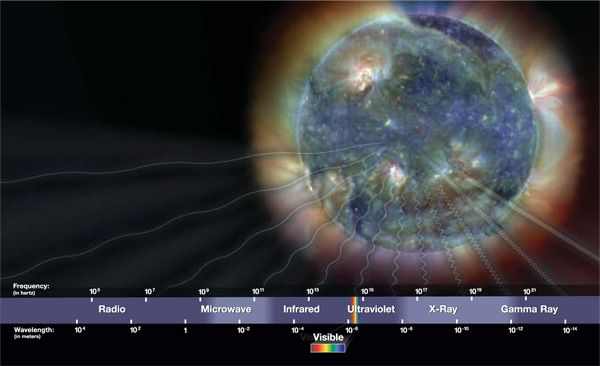 Frequency:
(in hertz)
10⁵ 10⁷ 10⁹ 10¹¹ 10¹³ 10¹⁵ 10¹⁷ 10¹⁹ 10²¹
Radio Microwave Infrared Ultraviolet X-Ray Gamma Ray
Wavelength:
(in meters)
10⁴ 10² 1 10⁻² 10⁻⁴ 10⁻⁶ 10⁻⁸ 10⁻¹⁰ 10⁻¹² 10⁻¹⁴
Visible